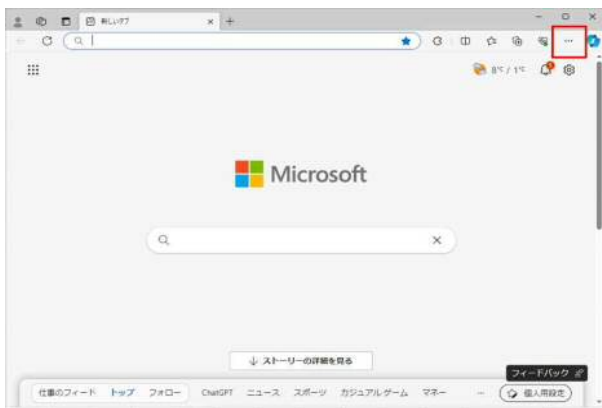 新しいタブ
8°C / 1°C
Microsoft
ストーリーの詳細を見る
フィードバック
仕事のフィード トップ フォロー ChatGPT ニュース スポーツ カジュアルゲーム マネー ... 個人用設定